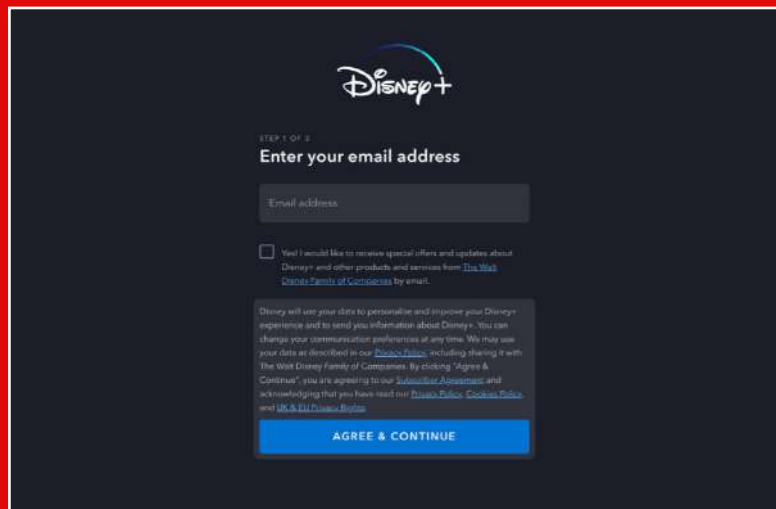 Disney+
STEP 1 OF 3
Enter your email address
Email address
Yes! I would like to receive special offers and updates about
Disney+ and other products and services from The Walt
Disney Family of Companies by email.
Disney will use your data to personalise and improve your Disney+
experience and to send you information about Disney+. You can
change your communication preferences at any time. We may use
your data as described in our Privacy Policy, including sharing it with
The Walt Disney Family of Companies. By clicking "Agree &
Continue", you are agreeing to our Subscriber Agreement and
acknowledging that you have read our Privacy Policy, Cookies Policy,
and UK & EU Privacy Rights.
AGREE & CONTINUE